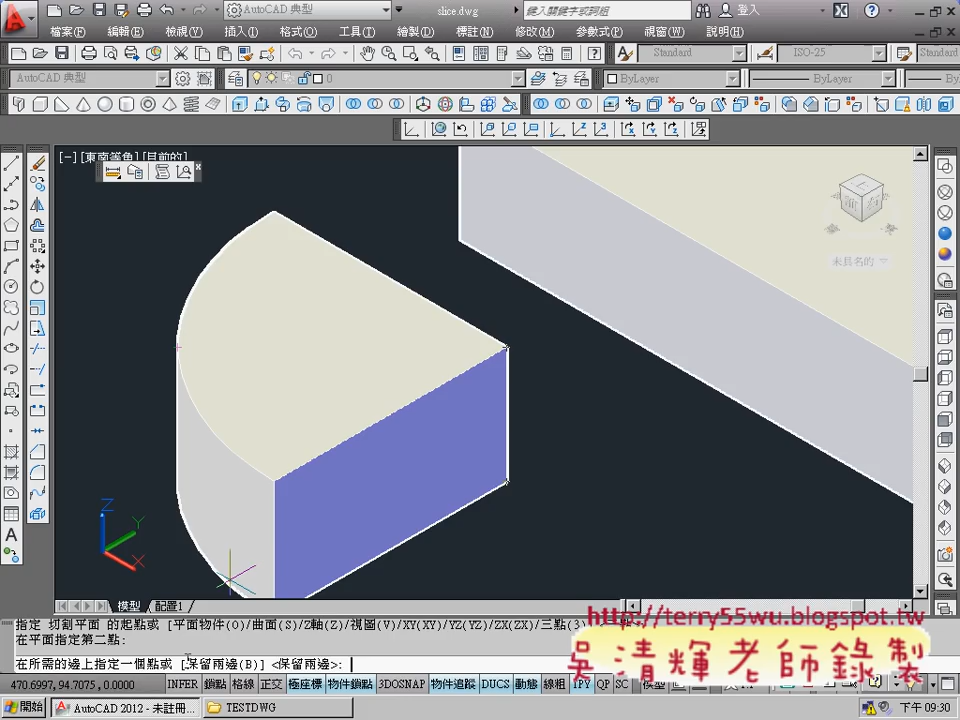 AutoCAD 典型
AutoCAD 2012 - 未註冊...
slice.dwg
鍵入關鍵字或詞組
登入
檔案(F) 編輯(E) 檢視(V) 插入(I) 格式(O) 工具(T) 繪製(D) 標註(N) 修改(M) 參數式(P) 視窗(W) 說明(H)
Standard ISO-25 Standard
AutoCAD 典型 0 ByLayer ByLayer
[-][東南等角][目前的]
未具名的
Z
Y
X
模型 配置1
指定 切割平面 的起點或 [平面物件(O)/曲面(S)/Z軸(Z)/視圖(V)/XY(XY)/YZ(YZ)/ZX(ZX)/三點(3)]
在平面指定第二點:
在所需的邊上指定一個點或 [保留兩邊(B)] <保留兩邊>:
http://terry55wu.blogspot.tw
吳清輝老師錄製
470.6997, 94.7075, 0.0000 INFER 鎖點 格線 正交 極座標 物件鎖點 3DOSNAP 物件追蹤 DUCS 動態 線粗 TPY QP SC 模型
開始 AutoCAD 2012 - 未註冊... TESTDWG 下午 09:30